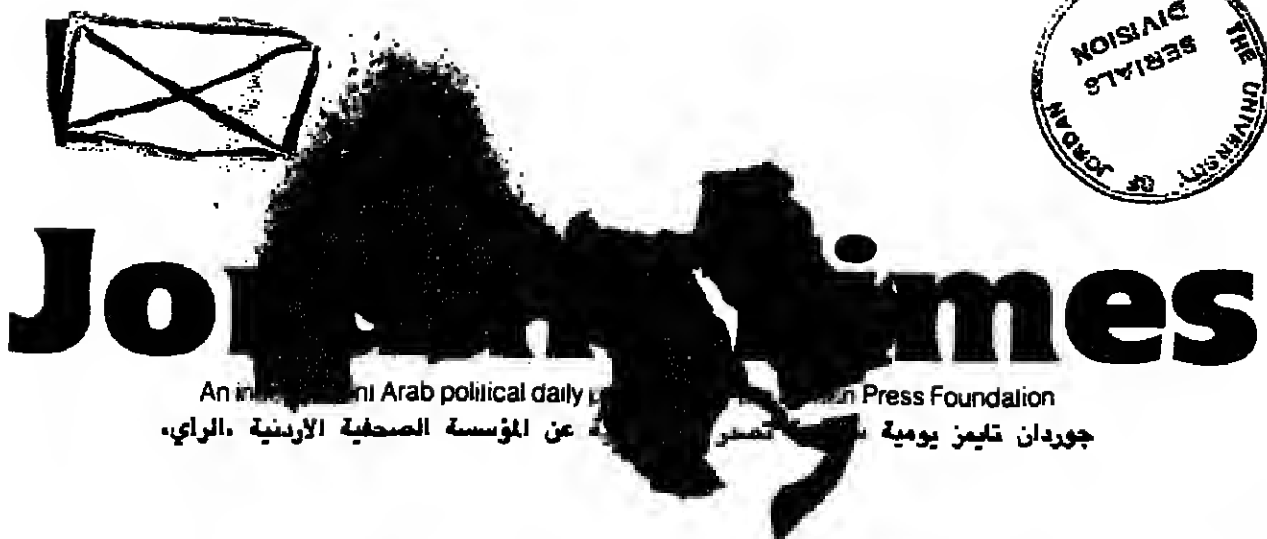 THE UNIVERSITY OF JORDAN
SERIALS
DIVISION
Jo imes
An Arab political daily Press Foundation
جوردان تايمز يومية تصدر عن المؤسسة الصحفية الاردنية «الراي»